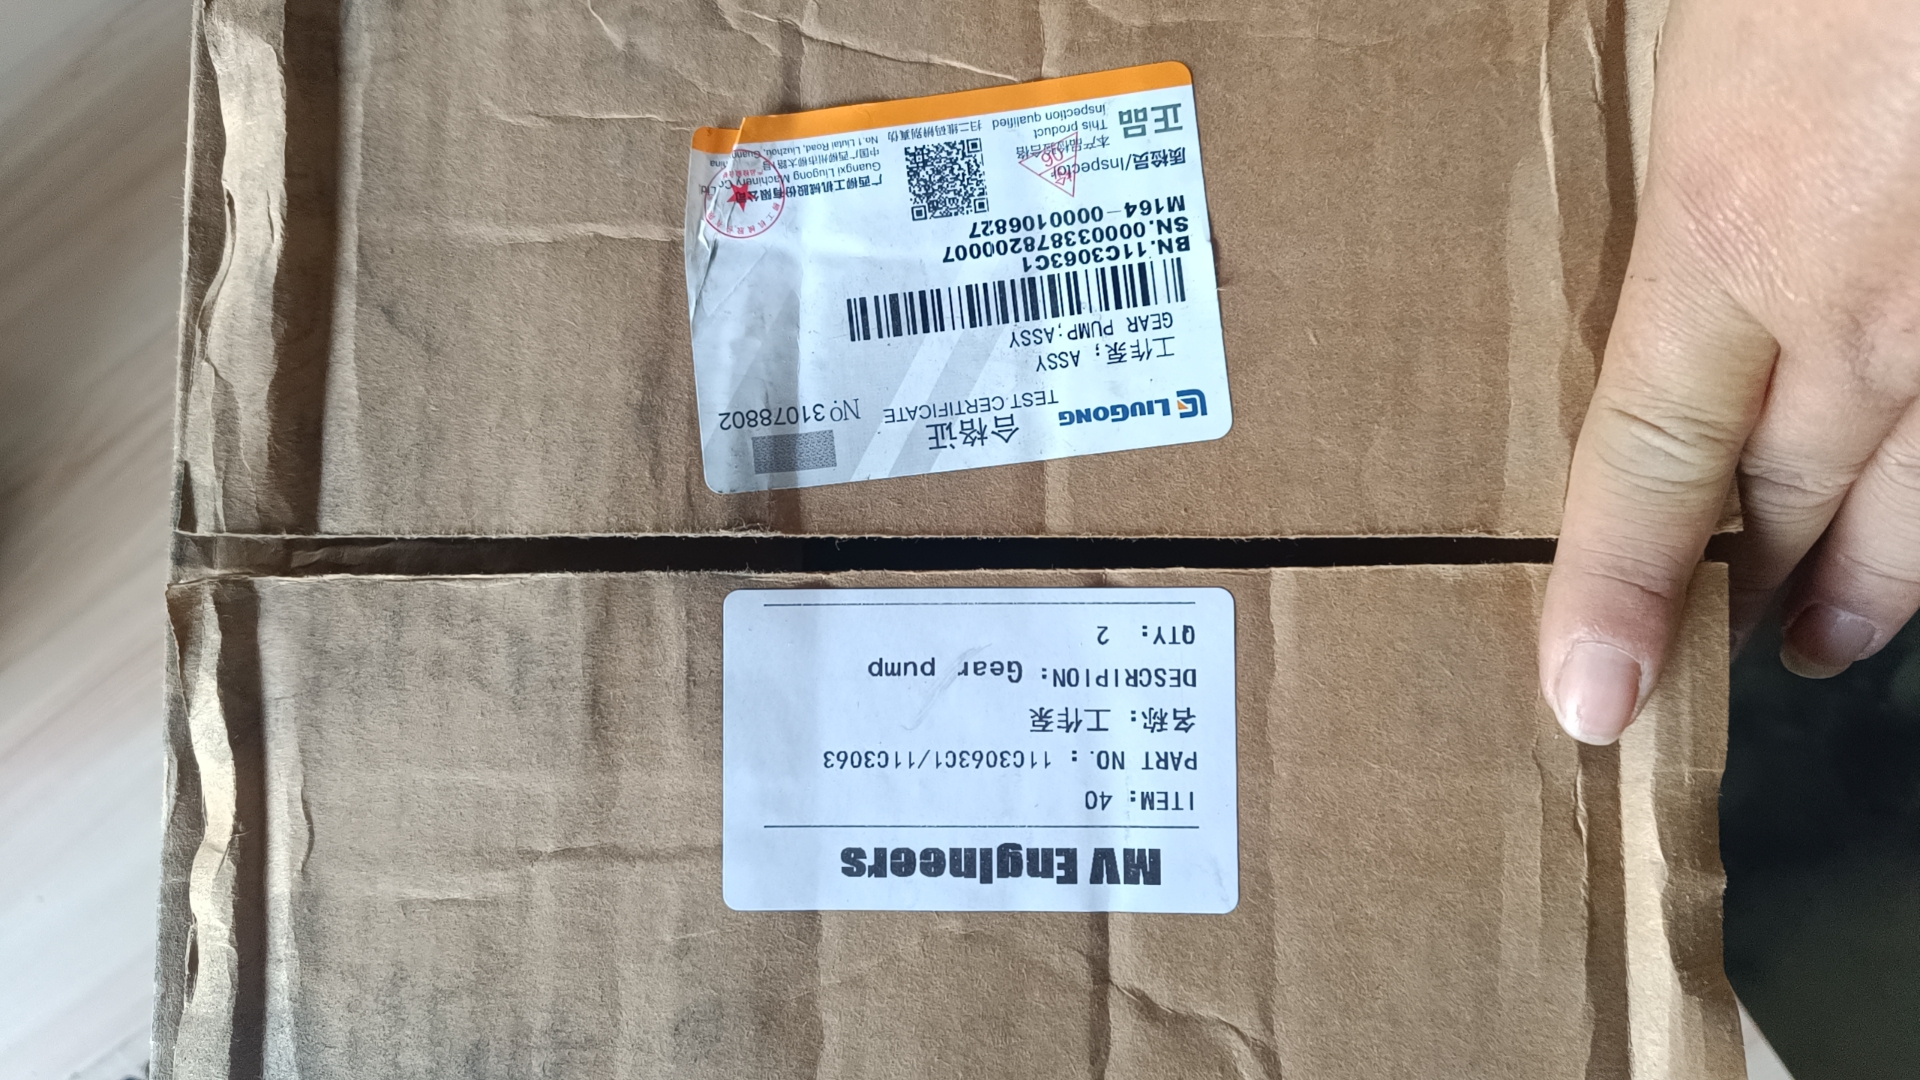 MV Engineers
ITEM: 40
PART NO.: 11C3063C1/11C3063
名称: 工作泵
DESCRIPION: Gear pump
QTY: 2
LIUGONG 合格证 TEST CERTIFICATE № 31078802
工作泵; ASSY
GEAR PUMP;ASSY
BN.11C3063C1
SN.00003387820007
M164-0000106827
质检员/Inspector
本产品检验合格
This product
inspection qualified
正品
扫二维码辨别真伪
广西柳工机械股份有限公司
Guangxi Liugong Machinery Co.,Ltd.
中国广西柳州市柳太路1号
No.1 Liutai Road, Liuzhou, Guangxi, China